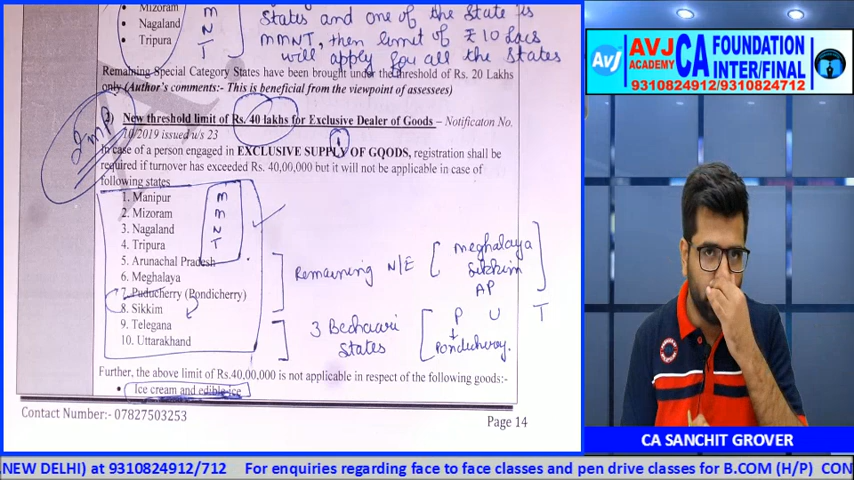 • Mizoram
• Nagaland
• Tripura
M
N
T
States and one of the State is
MMNT, then limit of ₹ 10 Lacs
will apply for all the States
Remaining Special Category States have been brought under the threshold of Rs. 20 Lakhs
only (Author's comments:- This is beneficial from the viewpoint of assessees)
Imp
New threshold limit of Rs. 40 lakhs for Exclusive Dealer of Goods – Notificaton No.
10/2019 issued u/s 23
In case of a person engaged in EXCLUSIVE SUPPLY OF GOODS, registration shall be
required if turnover has exceeded Rs. 40,00,000 but it will not be applicable in case of
following states
1. Manipur M
2. Mizoram M
3. Nagaland N
4. Tripura T
5. Arunachal Pradesh
6. Meghalaya
7. Puducherry (Pondicherry)
8. Sikkim
9. Telegana
10. Uttarakhand
Remaining N/E
Meghalaya
Sikkim
AP
3 Bechaari
States
P U T
Pondicherry.
Further, the above limit of Rs.40,00,000 is not applicable in respect of the following goods:-
• Ice cream and edible ice
Contact Number:- 07827503253
Page 14
AVJ
AVJ
ACADEMY
CA FOUNDATION
INTER/FINAL
9310824912/9310824712
CA SANCHIT GROVER
.NEW DELHI) at 9310824912/712 For enquiries regarding face to face classes and pen drive classes for B.COM (H/P) CON